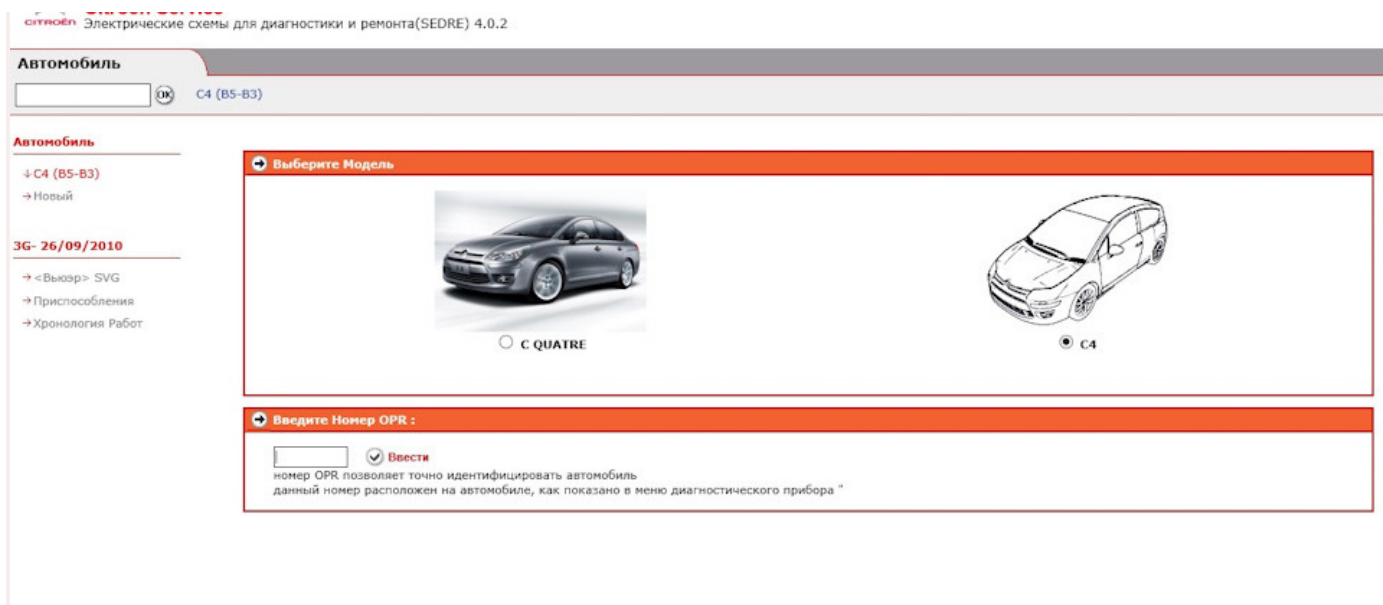 CITROËN Электрические схемы для диагностики и ремонта(SEDRE) 4.0.2
Автомобиль
OK C4 (B5-B3)
Автомобиль
↓C4 (B5-B3)
→Новый
3G- 26/09/2010
→<Вьюэр> SVG
→Приспособления
→Хронология Работ
Выберите Модель
C QUATRE
C4
Введите Номер OPR :
Ввести
номер OPR позволяет точно идентифицировать автомобиль
данный номер расположен на автомобиле, как показано в меню диагностического прибора "